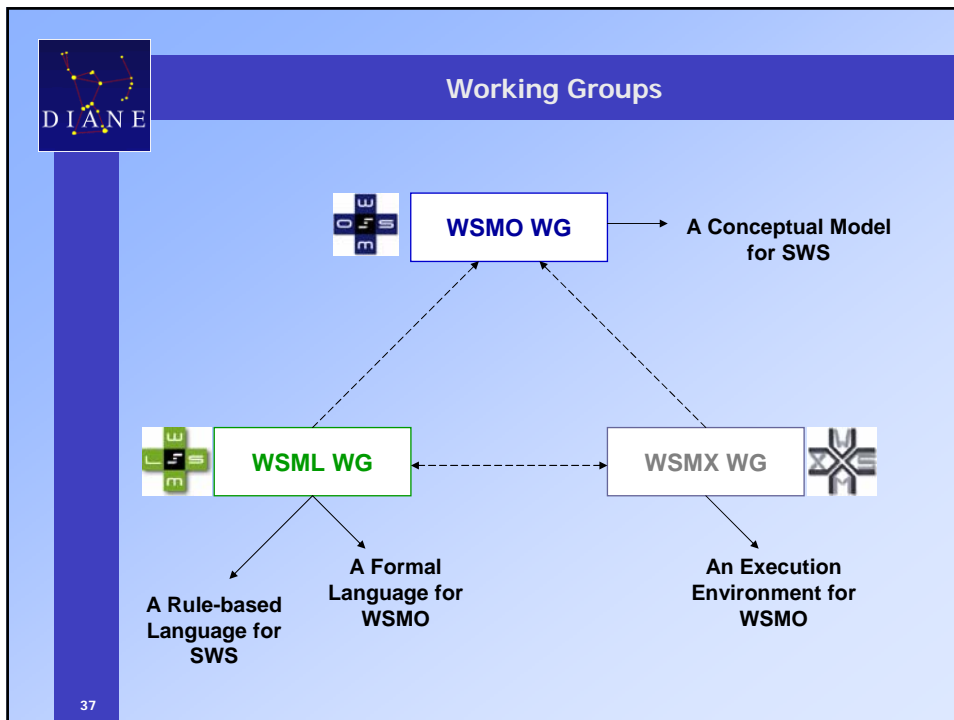 DIANE
Working Groups
W
O S S
M
WSMO WG
A Conceptual Model
for SWS
W
L S S
M
WSML WG
WSMX WG
W
X S
M
A Formal
Language for
WSMO
An Execution
Environment for
WSMO
A Rule-based
Language for
SWS
37